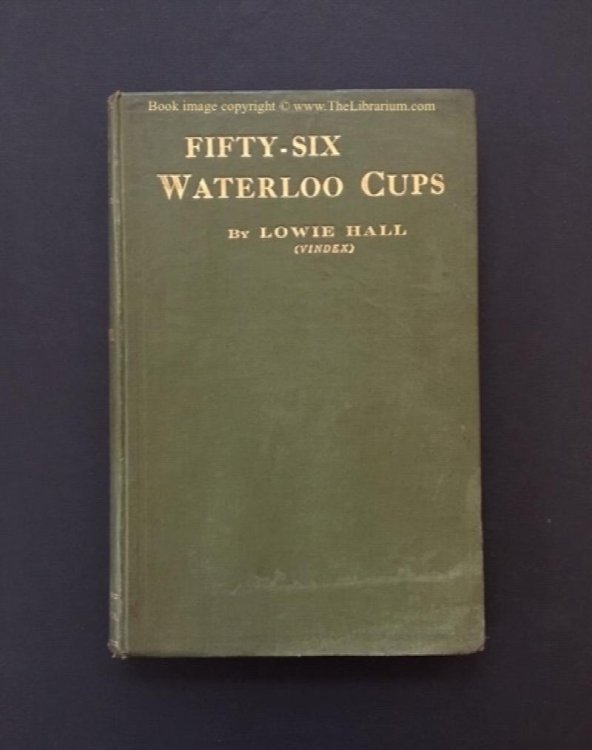 Book image copyright © www.TheLibrarium.com
FIFTY-SIX
WATERLOO CUPS
BY LOWIE HALL
(VINDEX)